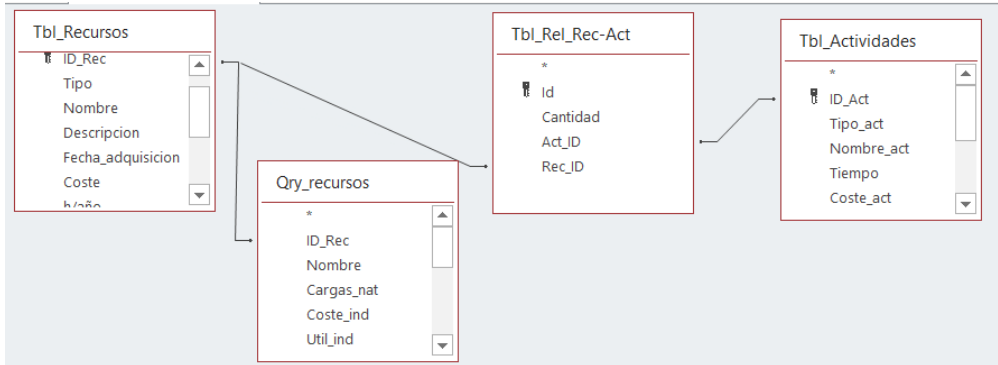 Tbl_Recursos
ID_Rec
Tipo
Nombre
Descripcion
Fecha_adquisicion
Coste
h/año
Qry_recursos
*
ID_Rec
Nombre
Cargas_nat
Coste_ind
Util_ind
Tbl_Rel_Rec-Act
*
Id
Cantidad
Act_ID
Rec_ID
Tbl_Actividades
*
ID_Act
Tipo_act
Nombre_act
Tiempo
Coste_act